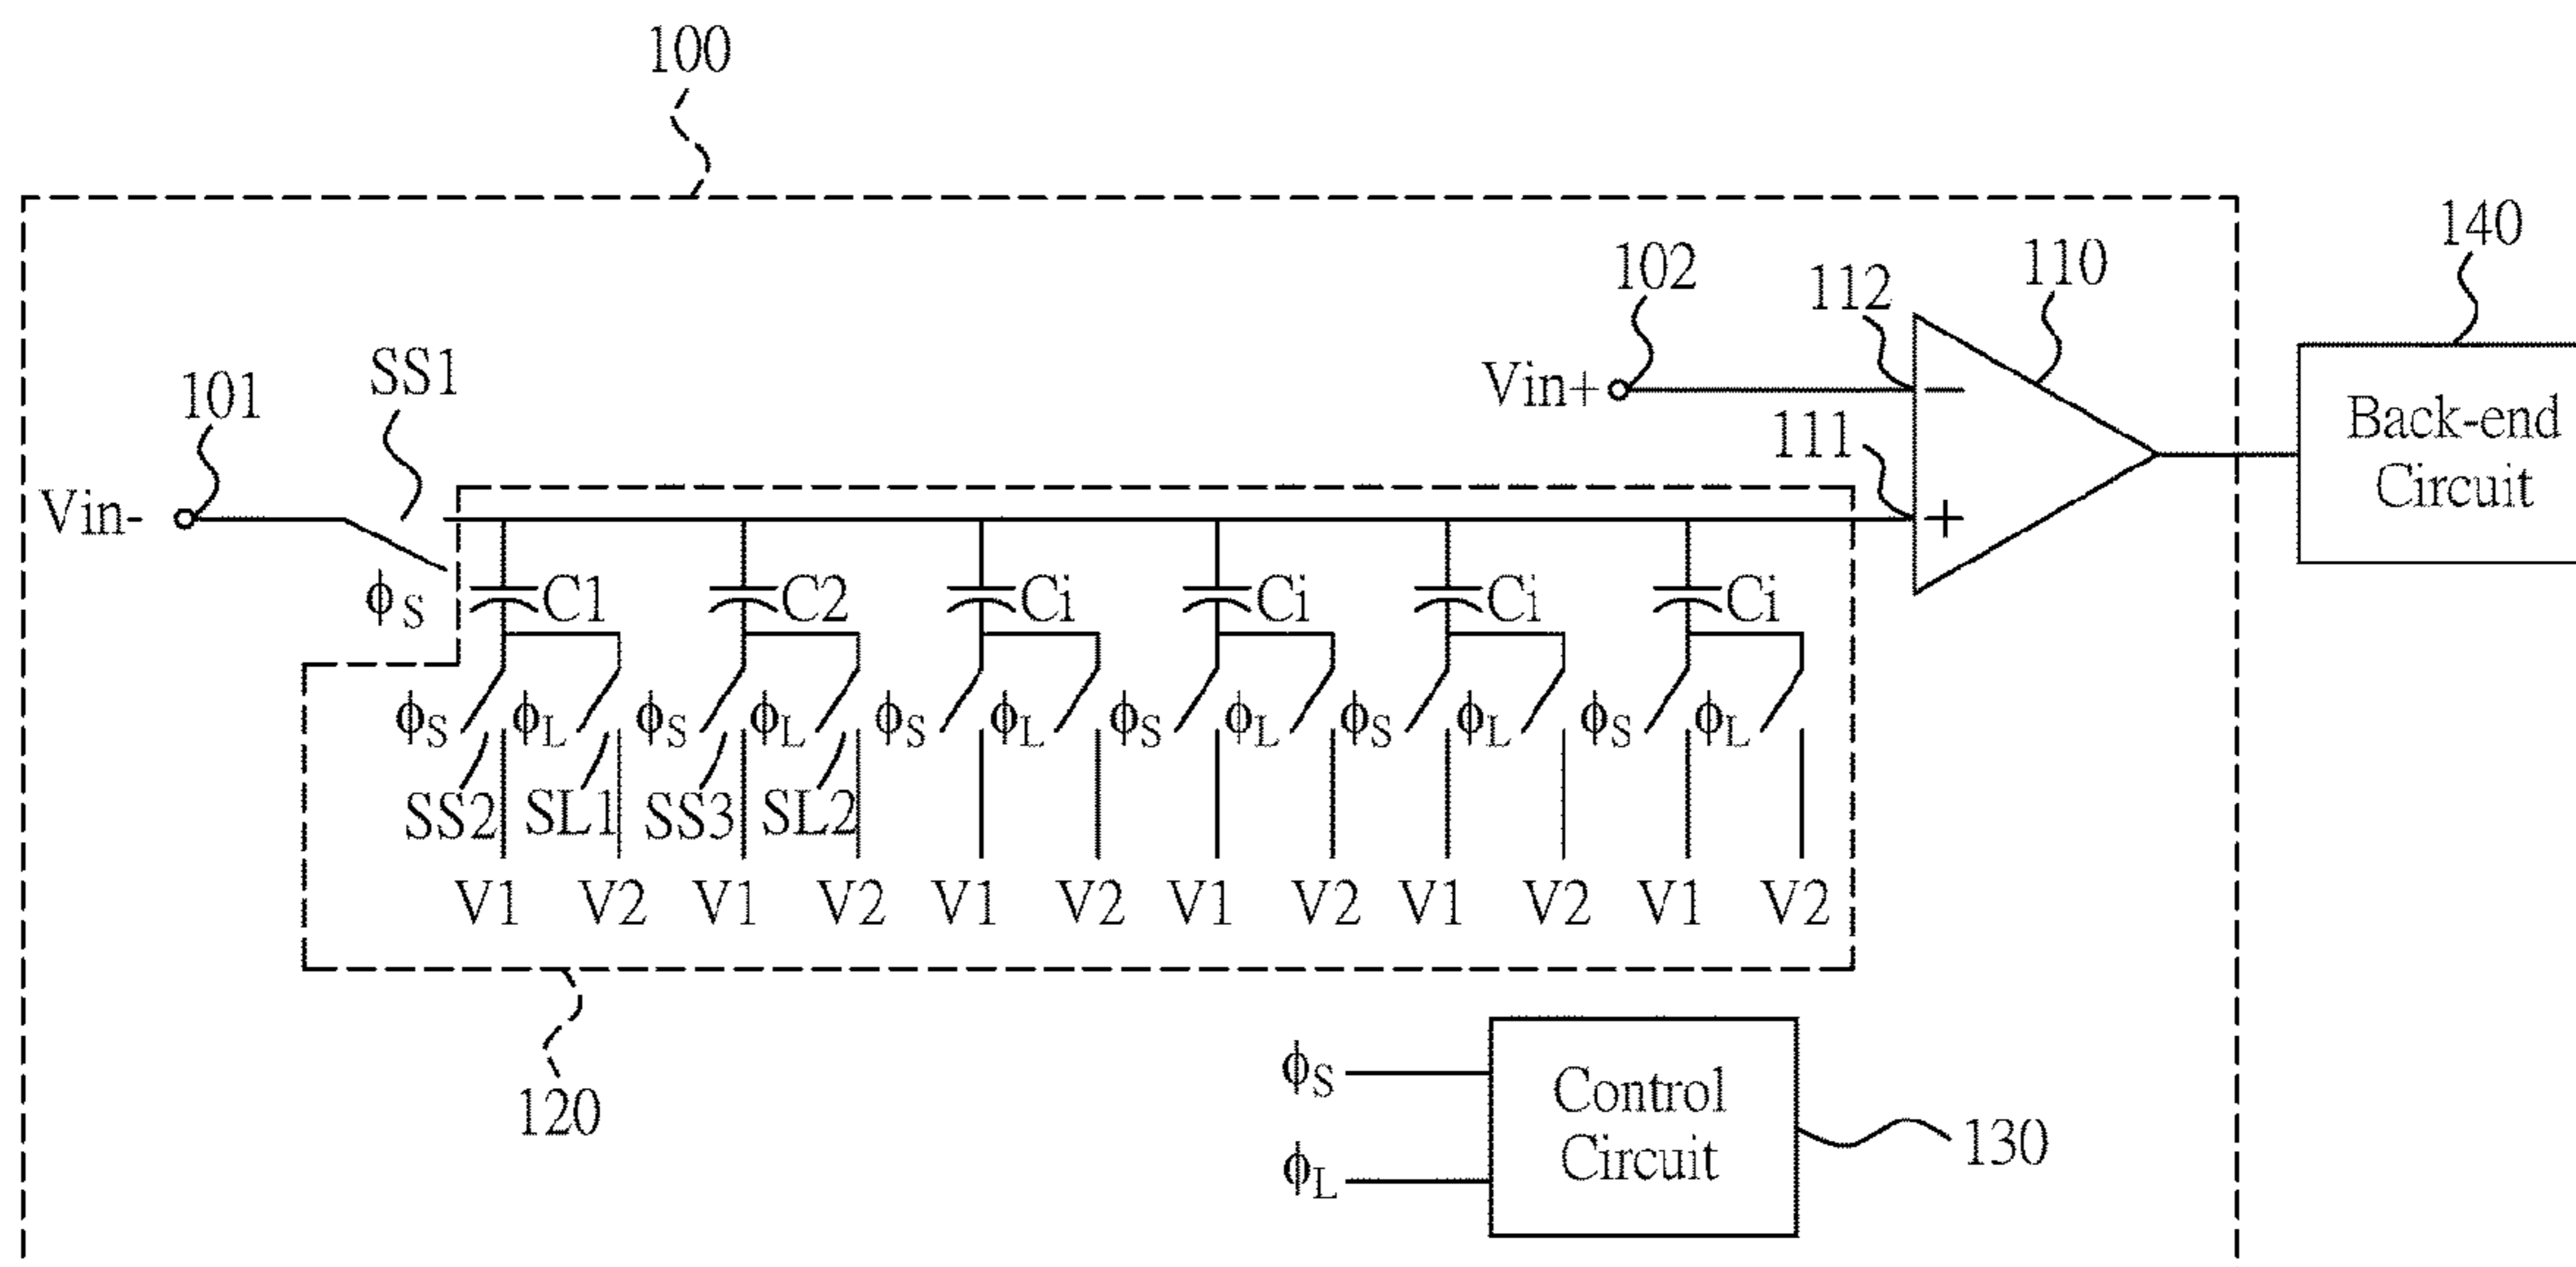 100
140
102
112
110
SS1
101
Vin+
−
Back-end
Circuit
111
Vin-
+
ϕS
C1
C2
Ci
Ci
Ci
Ci
ϕS
ϕL
ϕS
ϕL
ϕS
ϕL
ϕS
ϕL
ϕS
ϕL
ϕS
ϕL
SS2
SL1
SS3
SL2
V1
V2
V1
V2
V1
V2
V1
V2
V1
V2
V1
V2
120
ϕS
ϕL
Control
Circuit
130